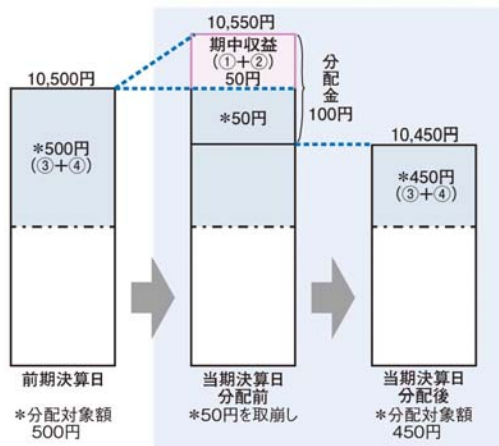 10,550円
期中収益
(①+②)
50円
10,500円
*500円
(③+④)
*50円
分配金
100円
10,450円
*450円
(③+④)
前期決算日
*分配対象額
500円
当期決算日
分配前
*50円を取崩し
当期決算日
分配後
*分配対象額
450円